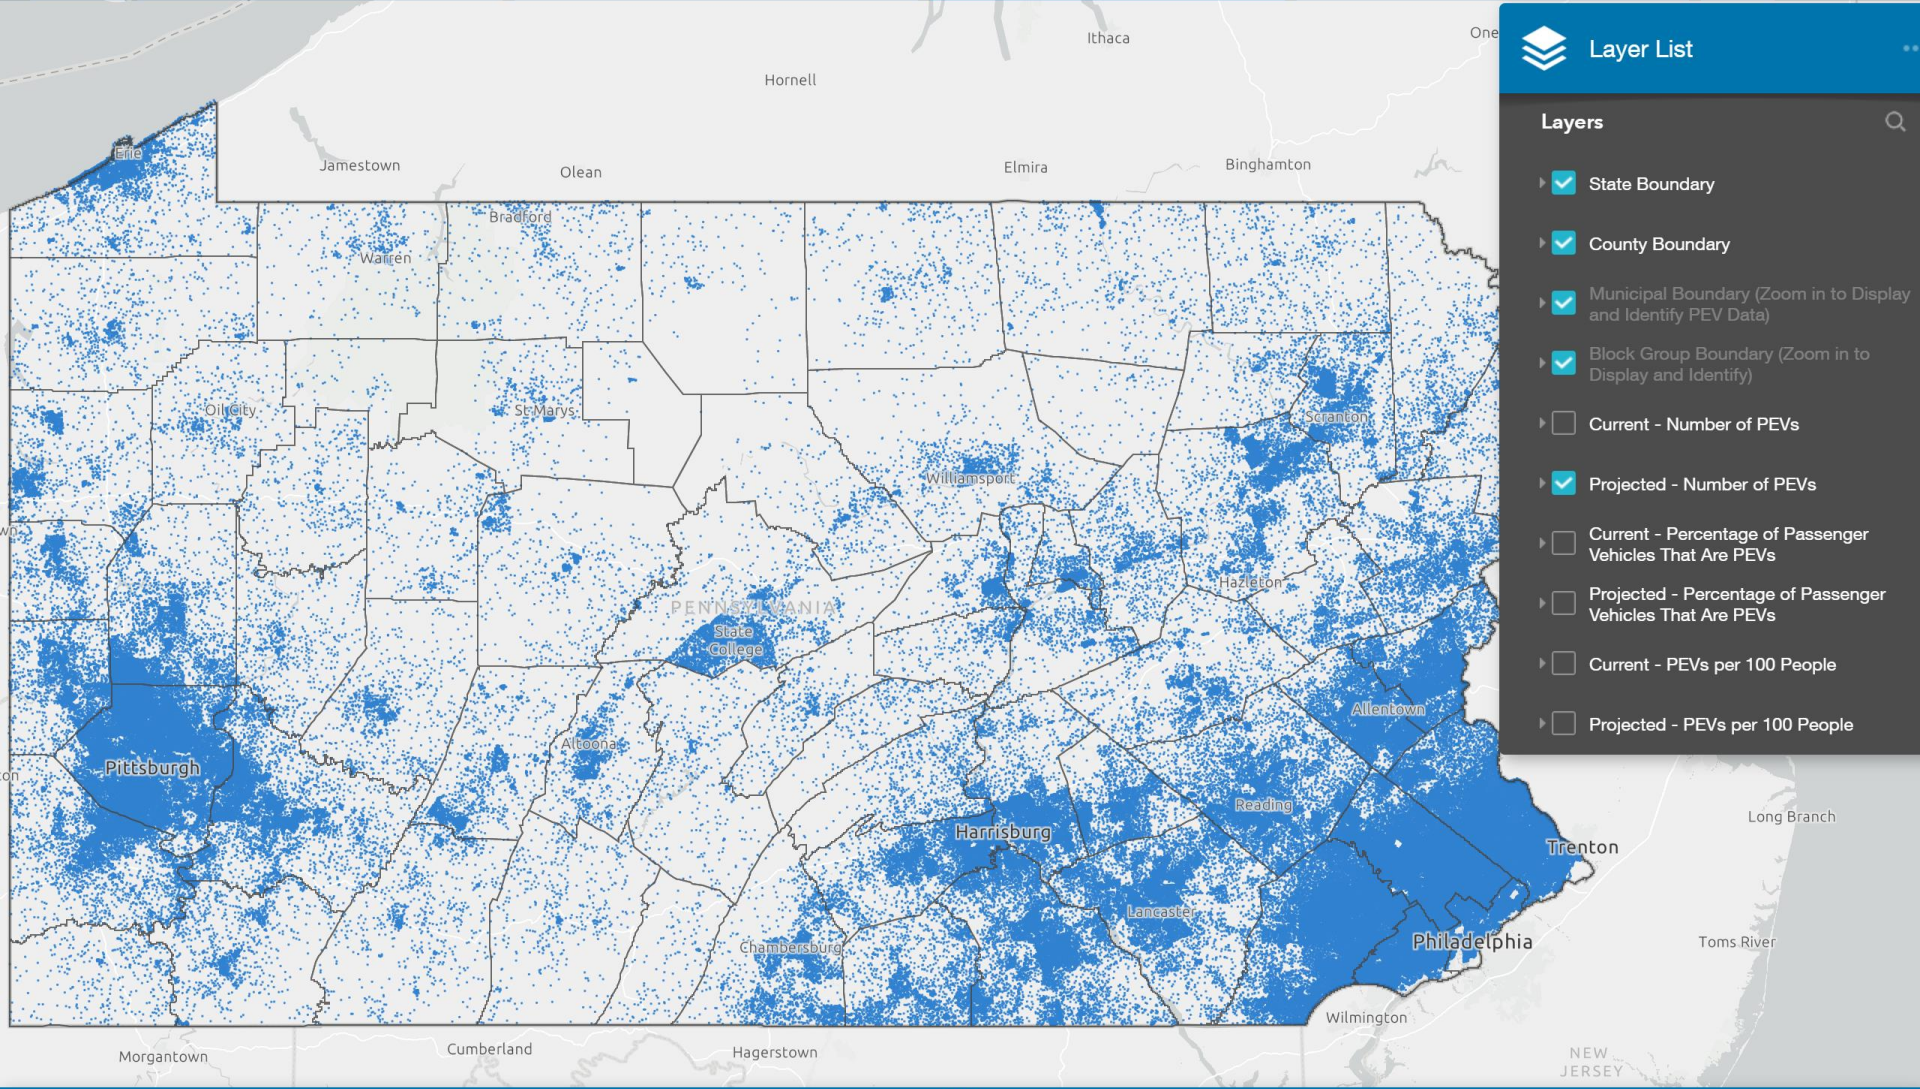 Ithaca
One
Hornell
Jamestown
Olean
Elmira
Binghamton
Erie
Bradford
Warren
Oil City
St Marys
Scranton
Williamsport
Hazleton
PENNSYLVANIA
State
College
Allentown
Altoona
Pittsburgh
Reading
Harrisburg
Trenton
Long Branch
Lancaster
Chambersburg
Philadelphia
Toms River
Wilmington
Morgantown
Cumberland
Hagerstown
NEW
JERSEY
Layer List
Layers
State Boundary
County Boundary
Municipal Boundary (Zoom in to Display
and Identify PEV Data)
Block Group Boundary (Zoom in to
Display and Identify)
Current - Number of PEVs
Projected - Number of PEVs
Current - Percentage of Passenger
Vehicles That Are PEVs
Projected - Percentage of Passenger
Vehicles That Are PEVs
Current - PEVs per 100 People
Projected - PEVs per 100 People